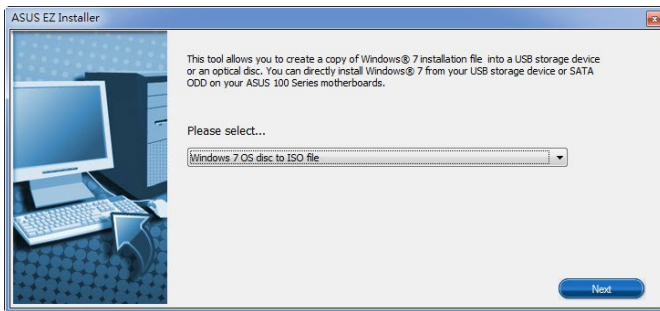 ASUS EZ Installer
This tool allows you to create a copy of Windows® 7 installation file into a USB storage device
or an optical disc. You can directly install Windows® 7 from your USB storage device or SATA
ODD on your ASUS 100 Series motherboards.
Please select...
Windows 7 OS disc to ISO file
Next